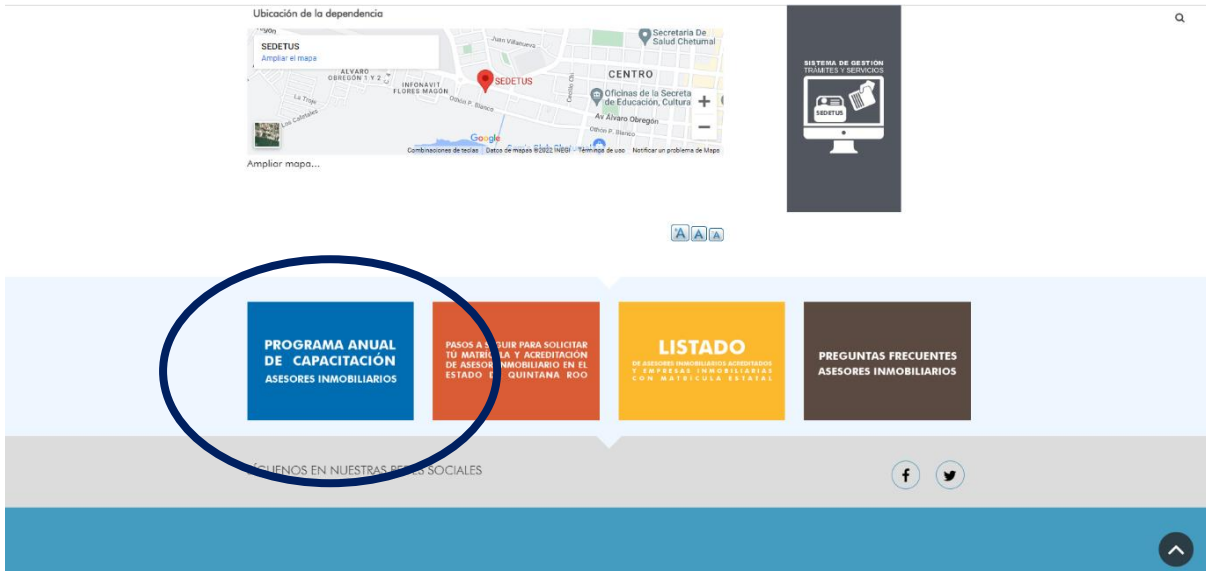 Ubicación de la dependencia
SEDETUS
Ampliar el mapa
Juan Villanueva
Secretaria De
Salud Chetumal
ALVARO
OBREGÓN 1 Y 2
INFONAVIT
FLORES MAGÓN
SEDETUS
CENTRO
Oficinas de la Secreta
de Educación, Cultura
La Troje
Los Cafetales
Othón P. Blanco
Av Álvaro Obregón
Othón P. Blanco
Google
Combinaciones de teclas
Datos de mapas ©2022 INEGI
Términos de uso
Notificar un problema de Maps
Ampliar mapa...
SISTEMA DE GESTIÓN
TRÁMITES Y SERVICIOS
SEDETUS
A A A
PROGRAMA ANUAL
DE CAPACITACIÓN
ASESORES INMOBILIARIOS
PASOS A SEGUIR PARA SOLICITAR
TÚ MATRÍCULA Y ACREDITACIÓN
DE ASESOR INMOBILIARIO EN EL
ESTADO DE QUINTANA ROO
LISTADO
DE ASESORES INMOBILIARIOS ACREDITADOS
Y EMPRESAS INMOBILIARIAS
CON MATRICULA ESTATAL
PREGUNTAS FRECUENTES
ASESORES INMOBILIARIOS
SÍGUENOS EN NUESTRAS REDES SOCIALES